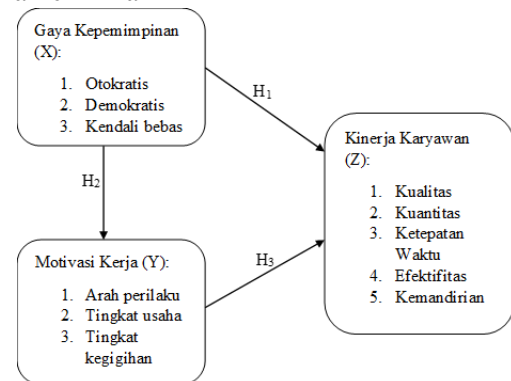 Gaya Kepemimpinan
(X):
1. Otokratis
2. Demokratis
3. Kendali bebas
H1
H2
Kinerja Karyawan
(Z):
1. Kualitas
2. Kuantitas
3. Ketepatan
Waktu
4. Efektifitas
5. Kemandirian
Motivasi Kerja (Y):
1. Arah perilaku
2. Tingkat usaha
3. Tingkat
kegigihan
H3